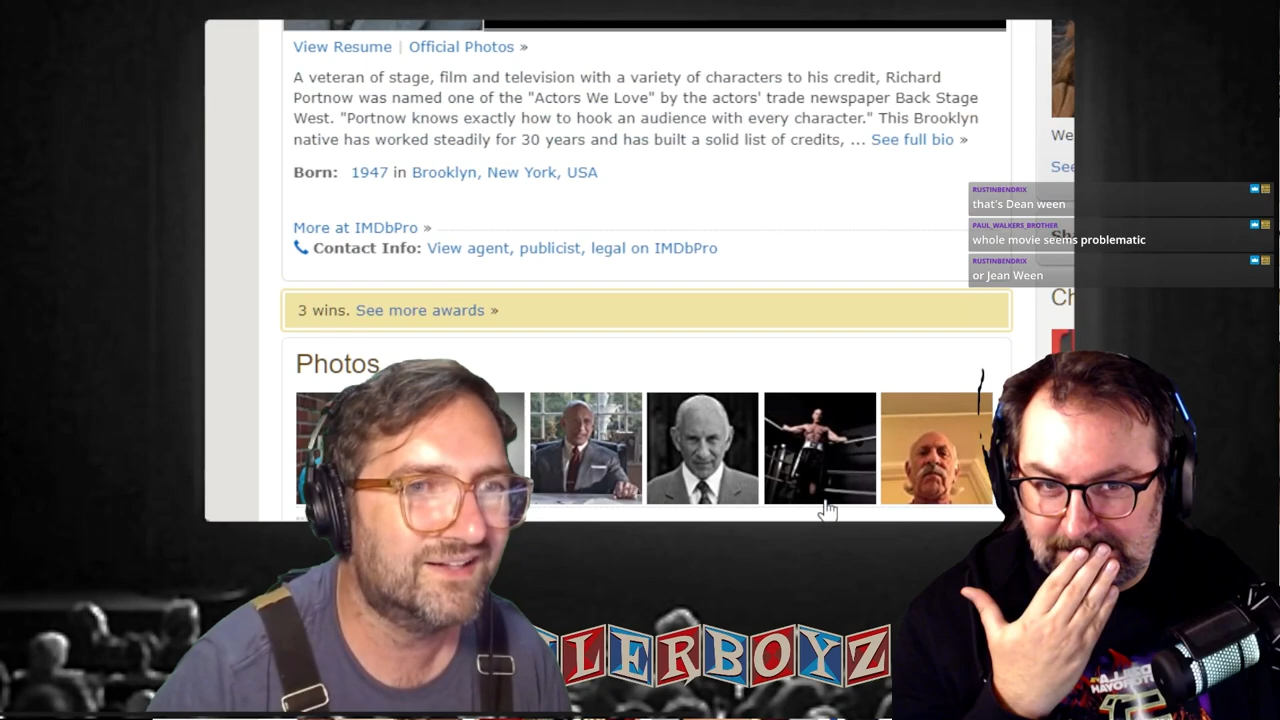 View Resume | Official Photos »
A veteran of stage, film and television with a variety of characters to his credit, Richard
Portnow was named one of the "Actors We Love" by the actors' trade newspaper Back Stage
West. "Portnow knows exactly how to hook an audience with every character." This Brooklyn
native has worked steadily for 30 years and has built a solid list of credits, ... See full bio »
Born: 1947 in Brooklyn, New York, USA
More at IMDbPro »
Contact Info: View agent, publicist, legal on IMDbPro
3 wins. See more awards »
Photos
We
See
RUSTINBENDRIX
that's Dean ween
PAUL_WALKERS_BROTHER
whole movie seems problematic
RUSTINBENDRIX
or Jean Ween
Ch
LERBOYZ